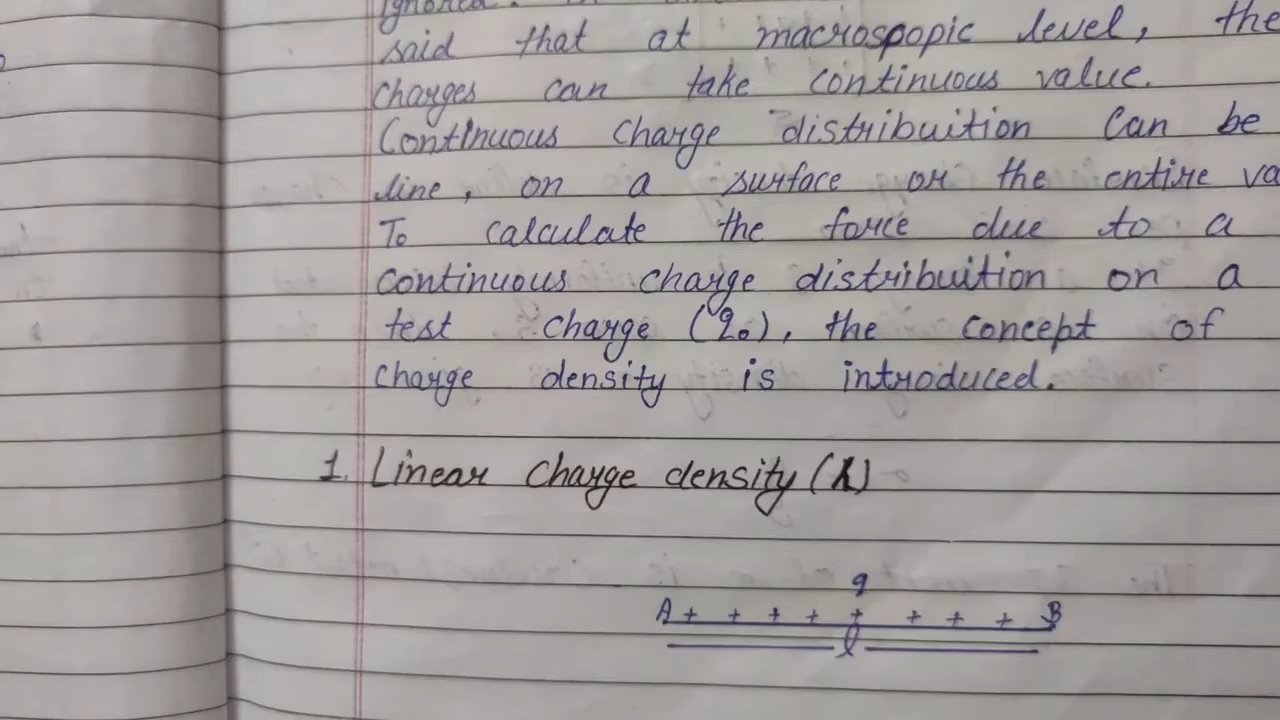 said that at macrospopic level, the
charges can take continuous value.
Continuous charge distribuition can be
line, on a surface or the entire
To calculate the force due to a
continuous charge distribuition on a
test charge (q₀), the concept of
charge density is introduced.
1. Linear charge density (λ)
q
A + + + + + + + + B
l